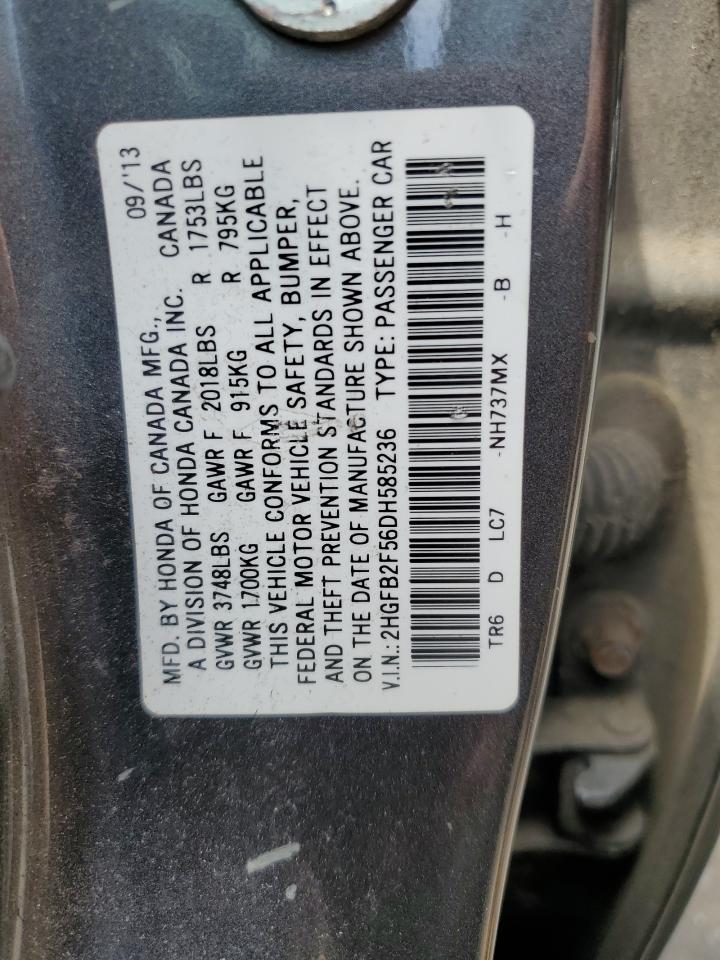 MFD. BY HONDA OF CANADA MFG., 09/'13
A DIVISION OF HONDA CANADA INC. CANADA
GVWR 3748LBS GAWR F 2018LBS R 1753LBS
GVWR 1700KG GAWR F 915KG R 795KG
THIS VEHICLE CONFORMS TO ALL APPLICABLE
FEDERAL MOTOR VEHICLE SAFETY, BUMPER,
AND THEFT PREVENTION STANDARDS IN EFFECT
ON THE DATE OF MANUFACTURE SHOWN ABOVE.
V.I.N.: 2HGFB2F56DH585236 TYPE: PASSENGER CAR
TR6 D LC7 -NH737MX -B -H